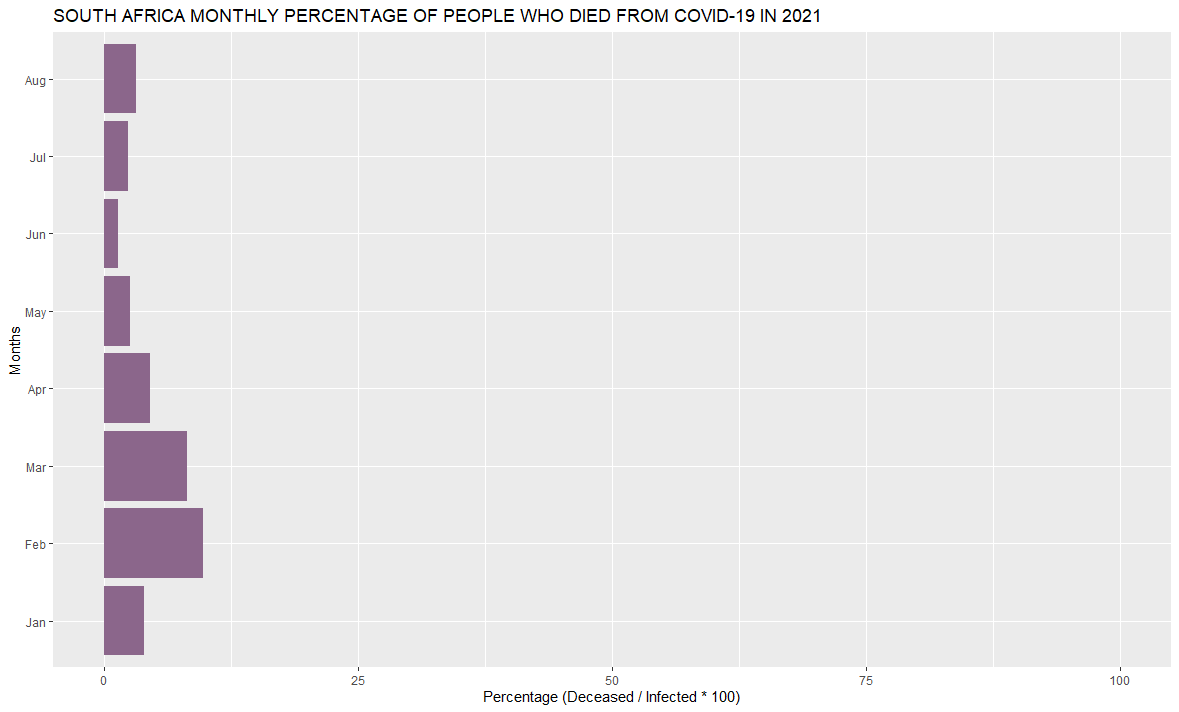 SOUTH AFRICA MONTHLY PERCENTAGE OF PEOPLE WHO DIED FROM COVID-19 IN 2021
Aug
Jul
Jun
May
Apr
Mar
Feb
Jan
Months
0 25 50 75 100
Percentage (Deceased / Infected * 100)